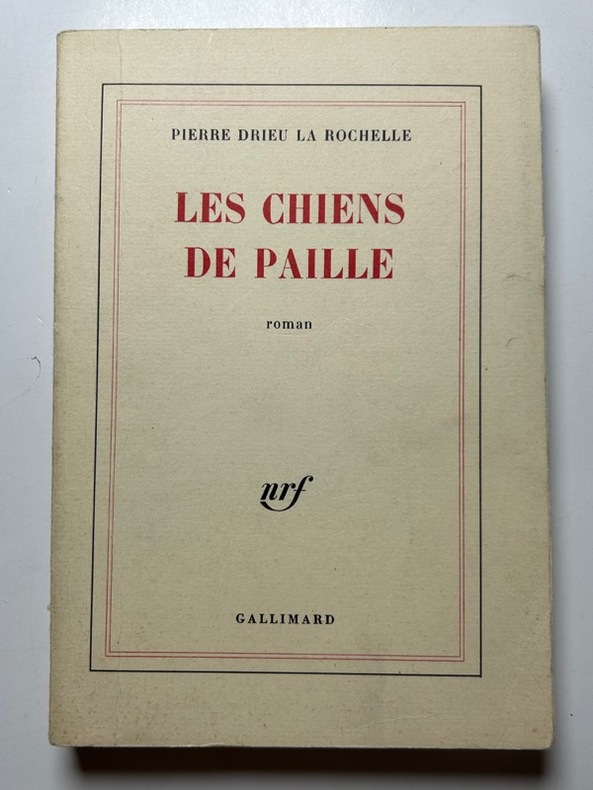 PIERRE DRIEU LA ROCHELLE
LES CHIENS
DE PAILLE
roman
nrf
GALLIMARD